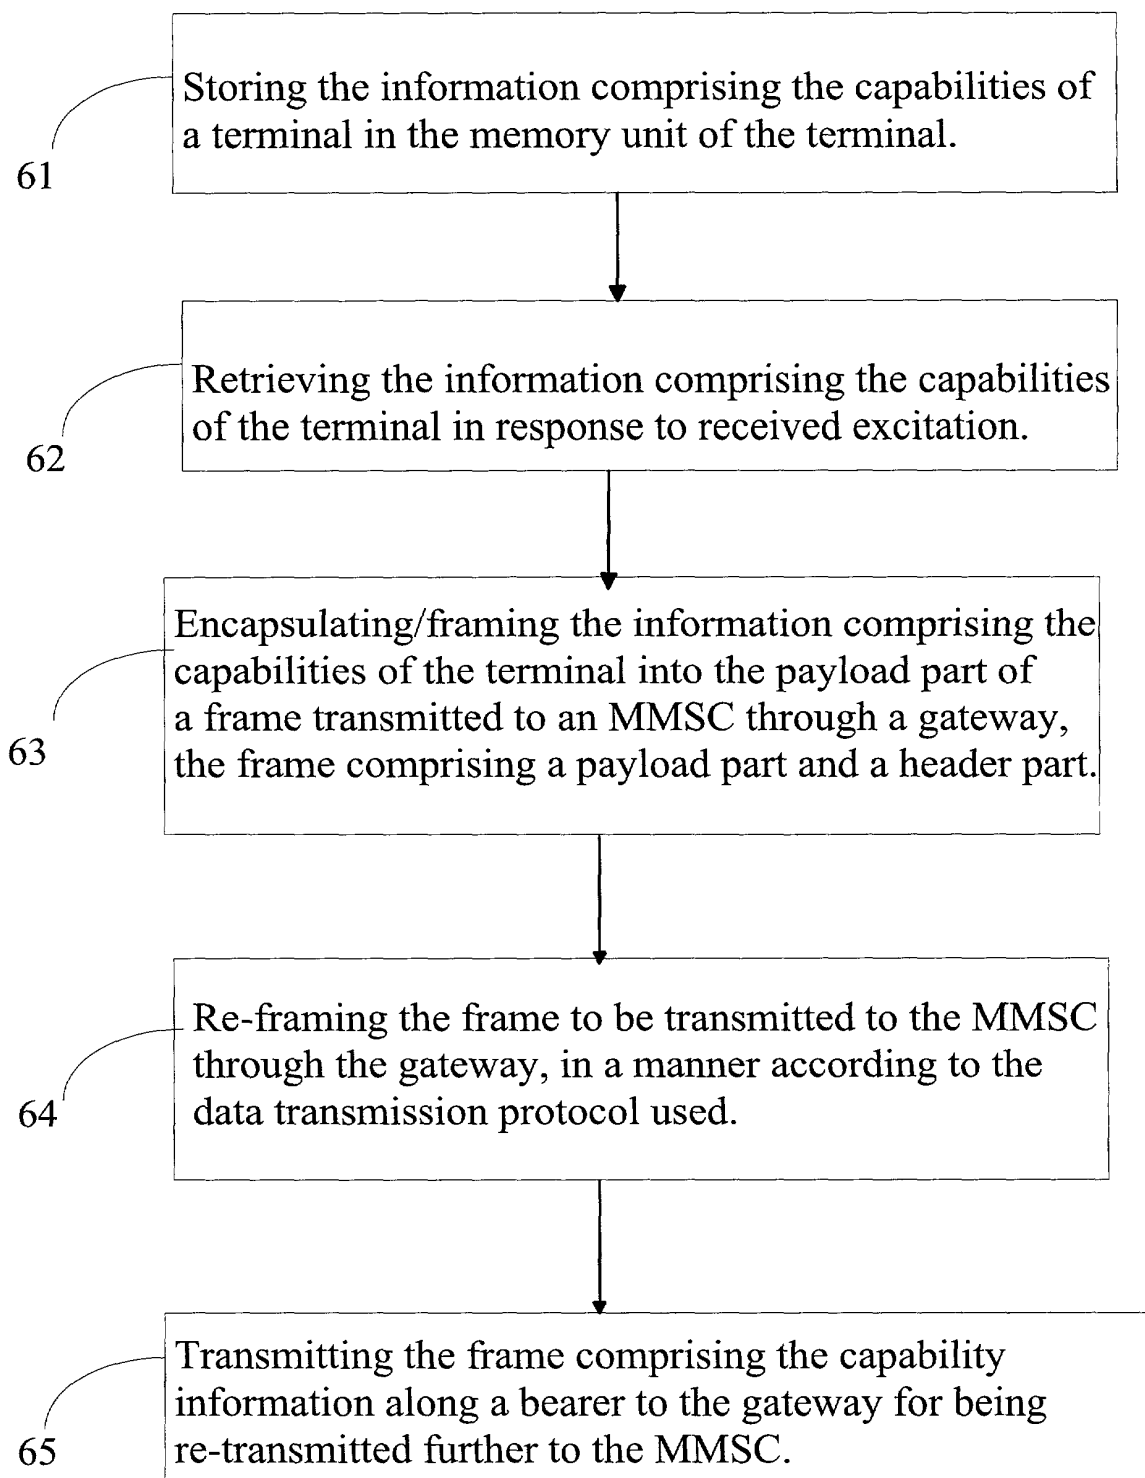 Storing the information comprising the capabilities of
a terminal in the memory unit of the terminal.
61
Retrieving the information comprising the capabilities
of the terminal in response to received excitation.
62
Encapsulating/framing the information comprising the
capabilities of the terminal into the payload part of
a frame transmitted to an MMSC through a gateway,
the frame comprising a payload part and a header part.
63
Re-framing the frame to be transmitted to the MMSC
through the gateway, in a manner according to the
data transmission protocol used.
64
Transmitting the frame comprising the capability
information along a bearer to the gateway for being
re-transmitted further to the MMSC.
65